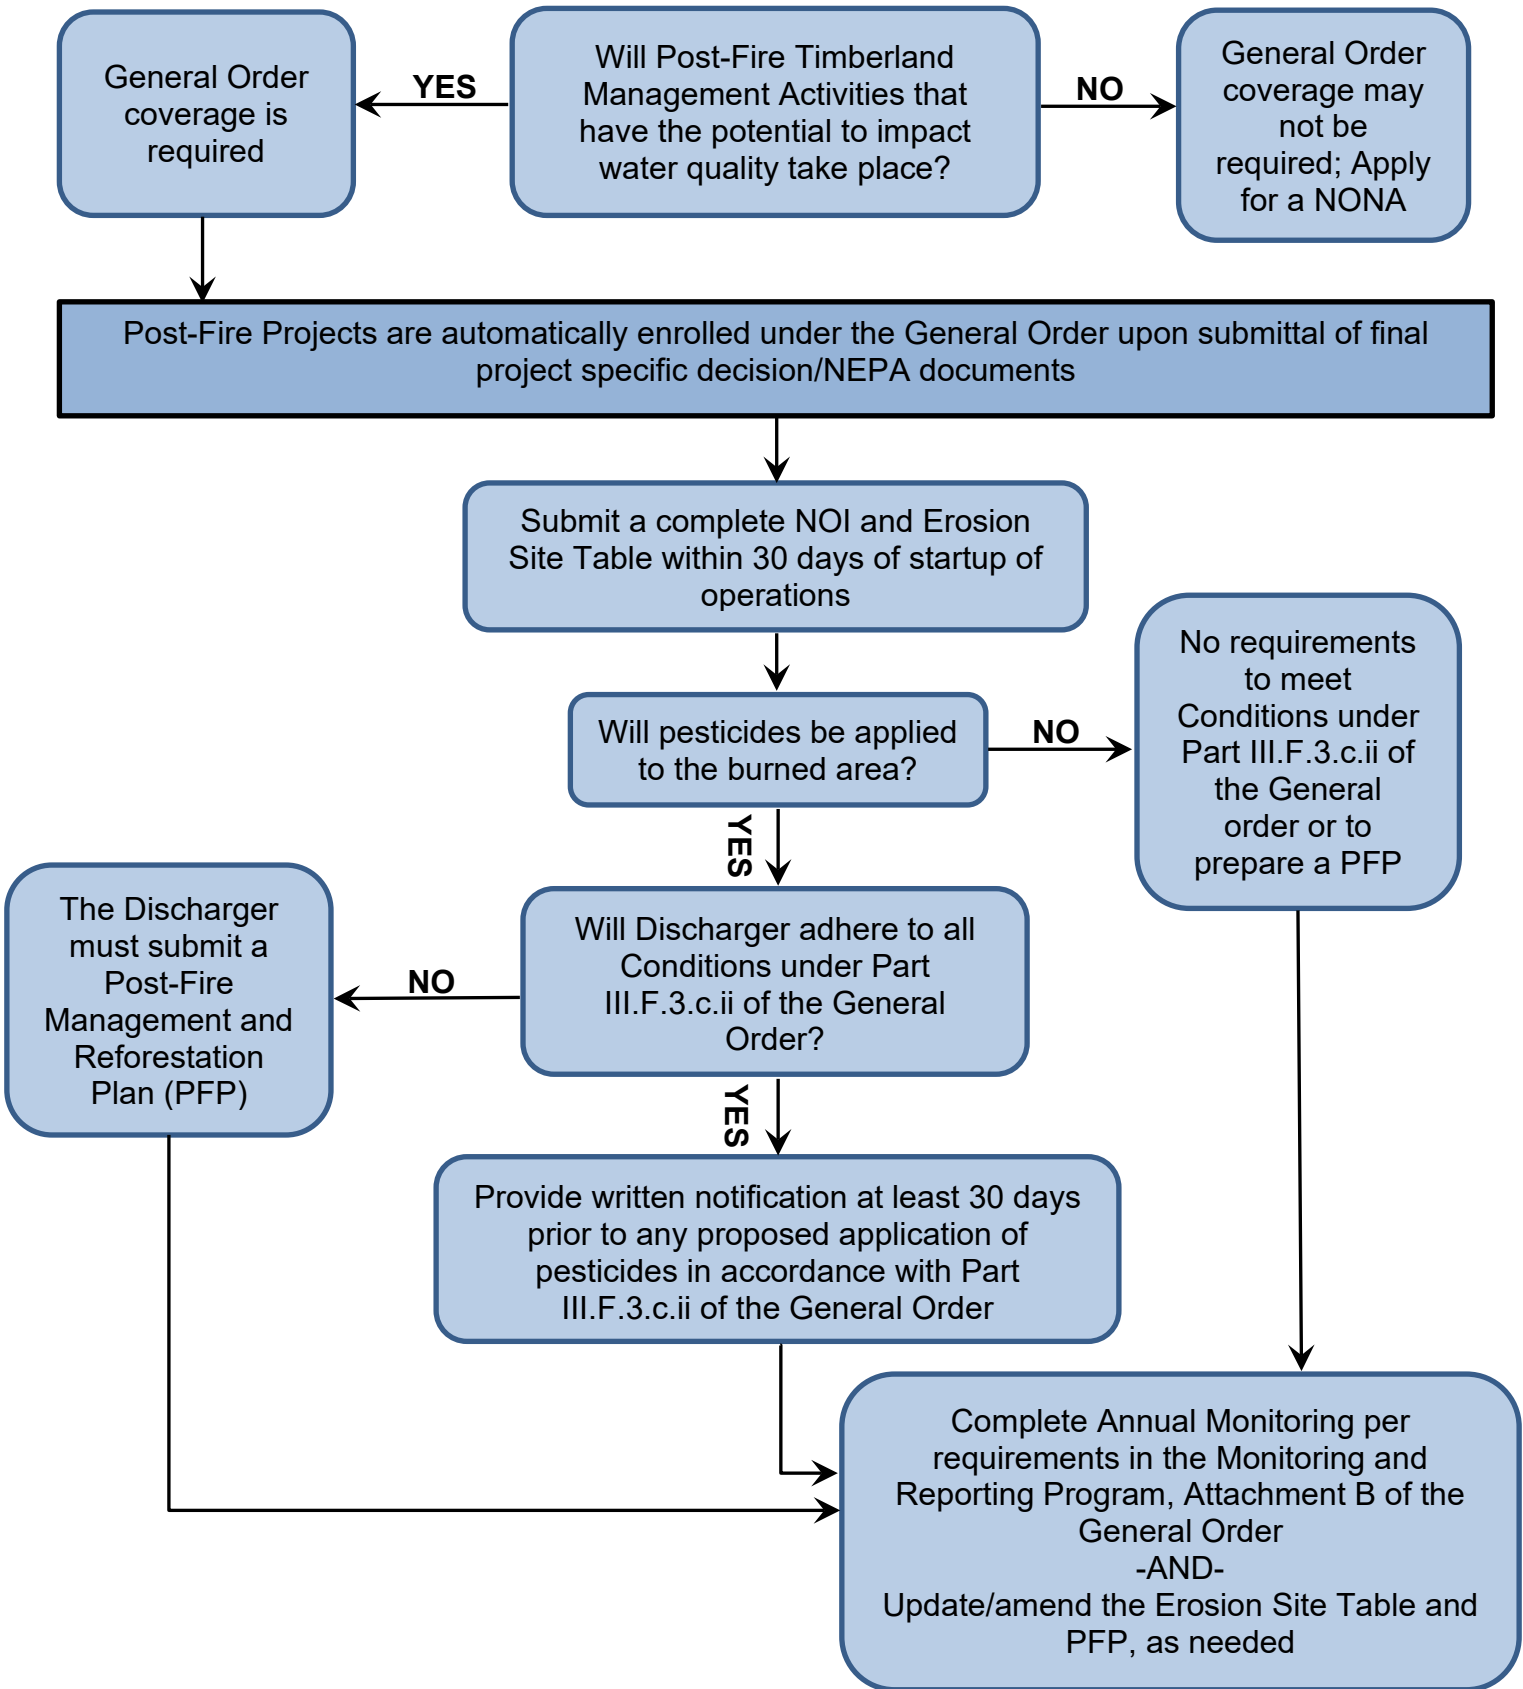 General Order
coverage is
required
YES
Will Post-Fire Timberland
Management Activities that
have the potential to impact
water quality take place?
NO
General Order
coverage may
not be
required; Apply
for a NONA
Post-Fire Projects are automatically enrolled under the General Order upon submittal of final
project specific decision/NEPA documents
Submit a complete NOI and Erosion
Site Table within 30 days of startup of
operations
Will pesticides be applied
to the burned area?
NO
No requirements
to meet
Conditions under
Part III.F.3.c.ii of
the General
order or to
prepare a PFP
YES
Will Discharger adhere to all
Conditions under Part
III.F.3.c.ii of the General
Order?
NO
The Discharger
must submit a
Post-Fire
Management and
Reforestation
Plan (PFP)
YES
Provide written notification at least 30 days
prior to any proposed application of
pesticides in accordance with Part
III.F.3.c.ii of the General Order
Complete Annual Monitoring per
requirements in the Monitoring and
Reporting Program, Attachment B of the
General Order
-AND-
Update/amend the Erosion Site Table and
PFP, as needed